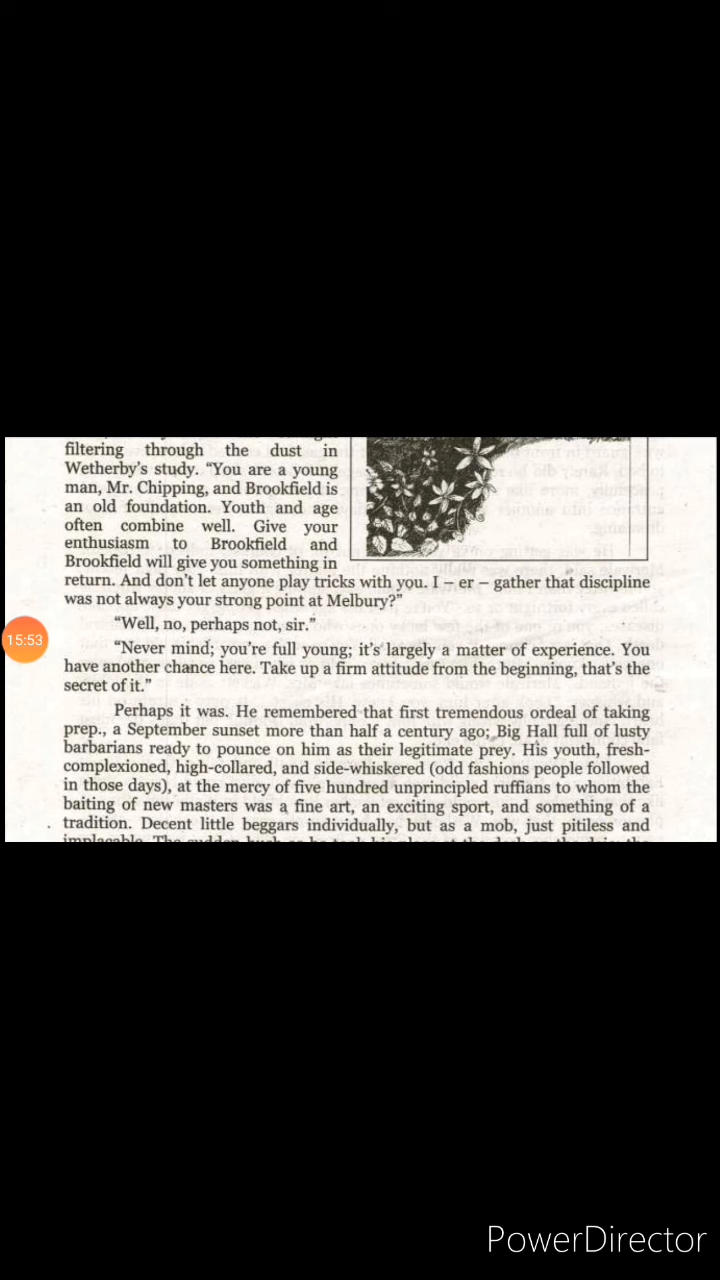 filtering through the dust in
Wetherby's study. "You are a young
man, Mr. Chipping, and Brookfield is
an old foundation. Youth and age
often combine well. Give your
enthusiasm to Brookfield and
Brookfield will give you something in
return. And don't let anyone play tricks with you. I – er – gather that discipline
was not always your strong point at Melbury?"
"Well, no, perhaps not, sir."
15:53
"Never mind; you're full young; it's largely a matter of experience. You
have another chance here. Take up a firm attitude from the beginning, that's the
secret of it."
Perhaps it was. He remembered that first tremendous ordeal of taking
prep., a September sunset more than half a century ago; Big Hall full of lusty
barbarians ready to pounce on him as their legitimate prey. His youth, fresh-
complexioned, high-collared, and side-whiskered (odd fashions people followed
in those days), at the mercy of five hundred unprincipled ruffians to whom the
baiting of new masters was a fine art, an exciting sport, and something of a
tradition. Decent little beggars individually, but as a mob, just pitiless and
PowerDirector